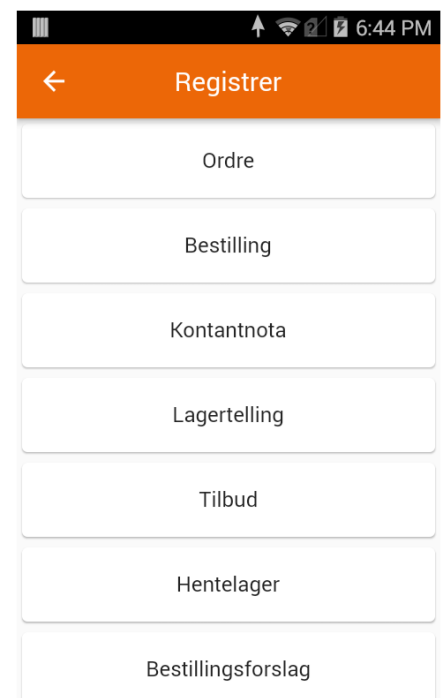 6:44 PM
Registrer
Ordre
Bestilling
Kontantnota
Lagertelling
Tilbud
Hentelager
Bestillingsforslag